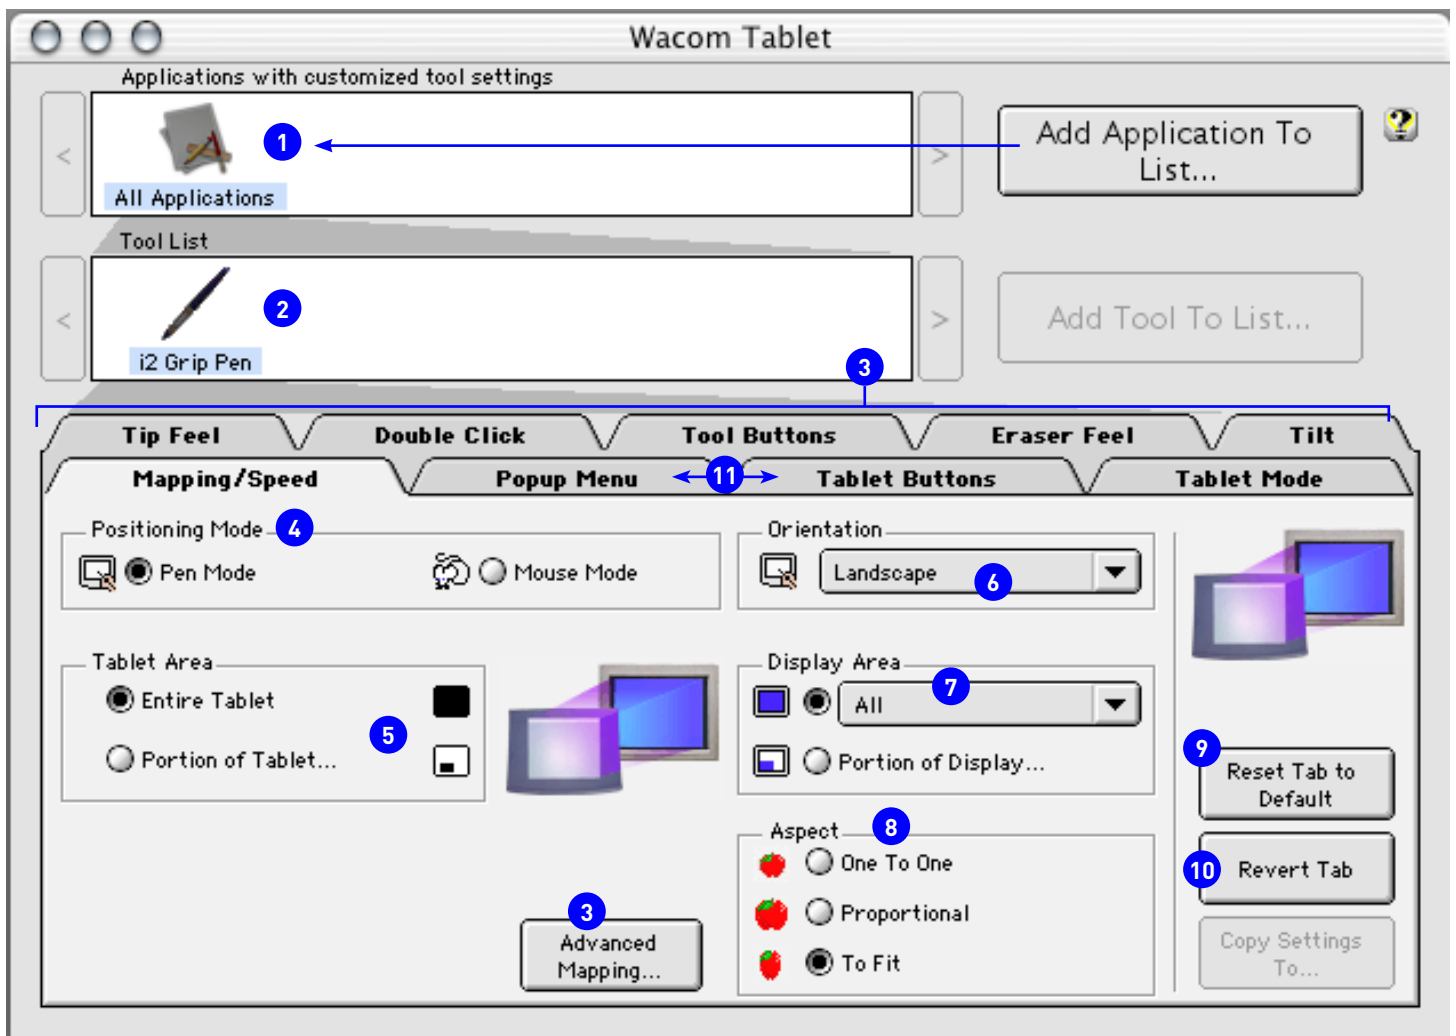 Wacom Tablet
Applications with customized tool settings
<
1
>
All Applications
Add Application To
List...
?
Tool List
<
2
>
i2 Grip Pen
Add Tool To List...
3
Tip Feel
Double Click
Tool Buttons
Eraser Feel
Tilt
Mapping/Speed
Popup Menu
11
Tablet Buttons
Tablet Mode
Positioning Mode
4
Pen Mode
Mouse Mode
Orientation
Landscape
6
Tablet Area
Entire Tablet
5
Portion of Tablet...
Display Area
7
All
Portion of Display...
Aspect
8
One To One
Proportional
To Fit
3
Advanced
Mapping...
9
Reset Tab to
Default
10
Revert Tab
Copy Settings
To...